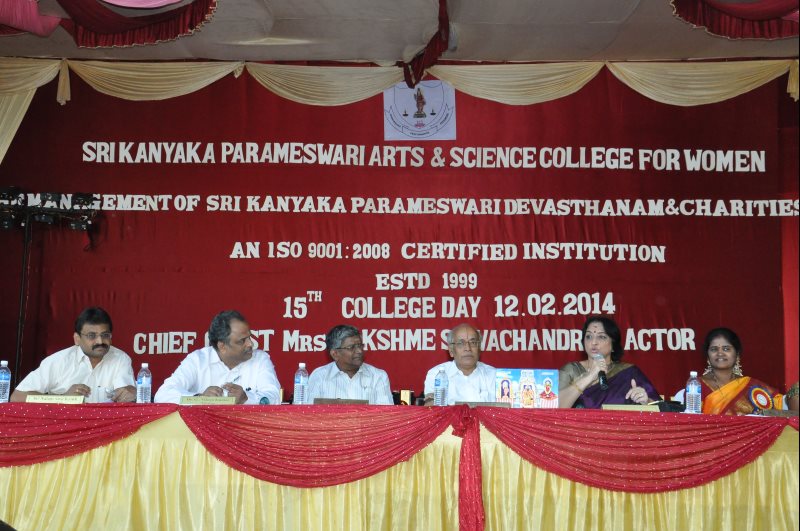 SRI KANYAKA PARAMESWARI ARTS & SCIENCE COLLEGE FOR WOMEN
MANAGEMENT OF SRI KANYAKA PARAMESWARI DEVASTHANAM & CHARITIES
AN ISO 9001:2008 CERTIFIED INSTITUTION
ESTD 1999
15TH COLLEGE DAY 12.02.2014
CHIEF MRS ACTOR